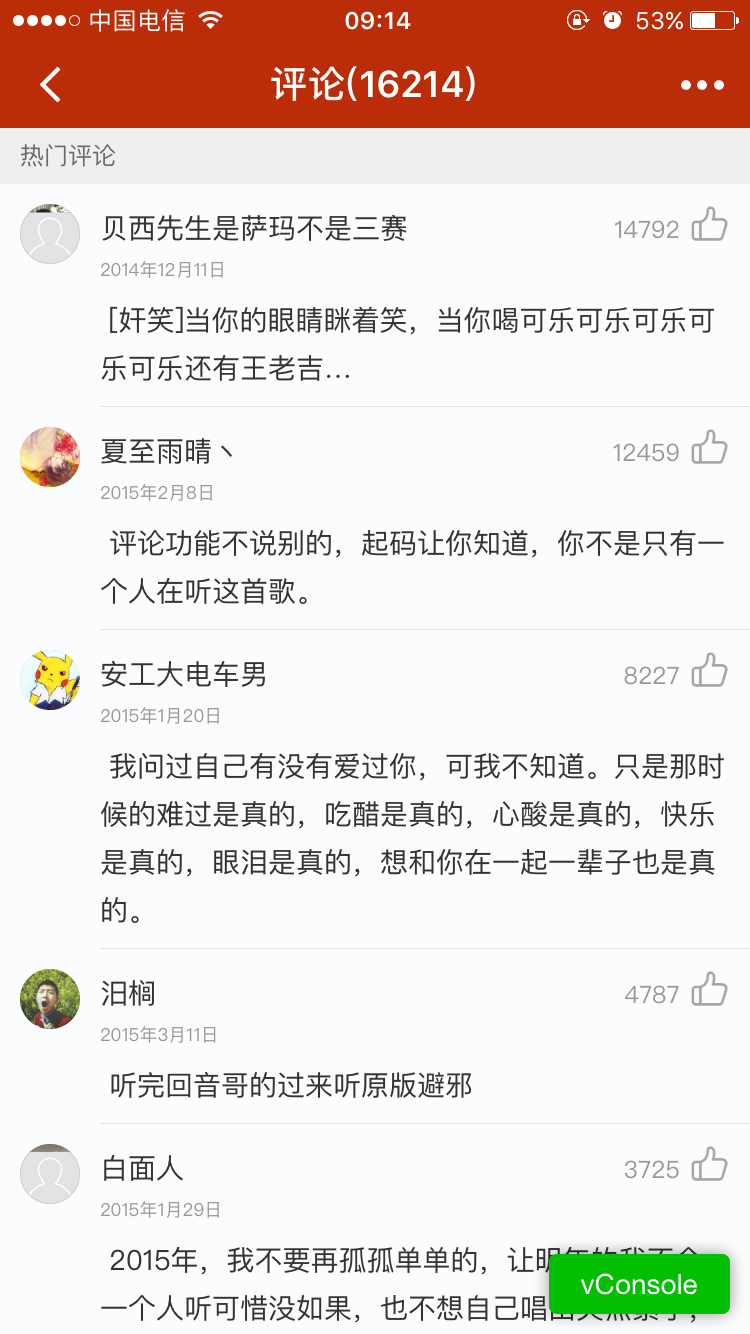 中国电信 09:14 53%
评论(16214)
热门评论
贝西先生是萨玛不是三赛 14792
2014年12月11日
[奸笑]当你的眼睛眯着笑，当你喝可乐可乐可乐可
乐可乐还有王老吉…
夏至雨晴丶 12459
2015年2月8日
评论功能不说别的，起码让你知道，你不是只有一
个人在听这首歌。
安工大电车男 8227
2015年1月20日
我问过自己有没有爱过你，可我不知道。只是那时
候的难过是真的，吃醋是真的，心酸是真的，快乐
是真的，眼泪是真的，想和你在一起一辈子也是真
的。
汨橺 4787
2015年3月11日
听完回音哥的过来听原版避邪
白面人 3725
2015年1月29日
2015年，我不要再孤孤单单的，让
一个人听可惜没如果，也不想自己唱
vConsole